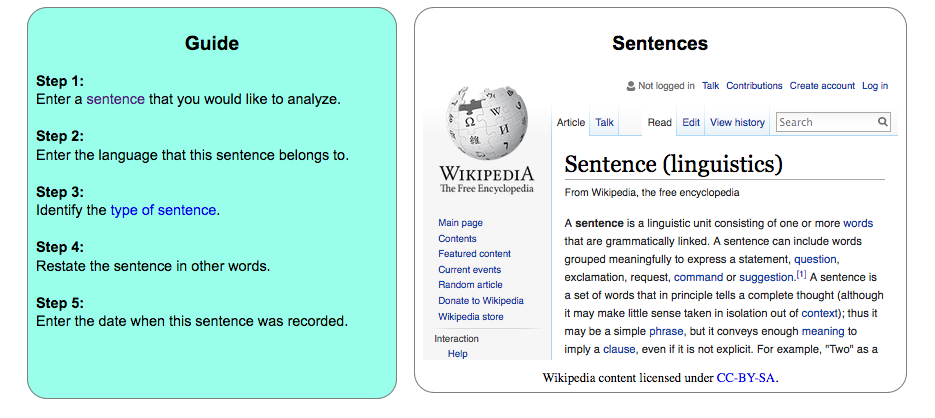 Guide
Step 1:
Enter a sentence that you would like to analyze.
Step 2:
Enter the language that this sentence belongs to.
Step 3:
Identify the type of sentence.
Step 4:
Restate the sentence in other words.
Step 5:
Enter the date when this sentence was recorded.
Sentences
Not logged in Talk Contributions Create account Log in
Article Talk Read Edit View history Search
WIKIPEDIA
The Free Encyclopedia
Main page
Contents
Featured content
Current events
Random article
Donate to Wikipedia
Wikipedia store
Interaction
Help
Sentence (linguistics)
From Wikipedia, the free encyclopedia
A sentence is a linguistic unit consisting of one or more words
that are grammatically linked. A sentence can include words
grouped meaningfully to express a statement, question,
exclamation, request, command or suggestion.[1] A sentence is
a set of words that in principle tells a complete thought (although
it may make little sense taken in isolation out of context); thus it
may be a simple phrase, but it conveys enough meaning to
imply a clause, even if it is not explicit. For example, "Two" as a
Wikipedia content licensed under CC-BY-SA.